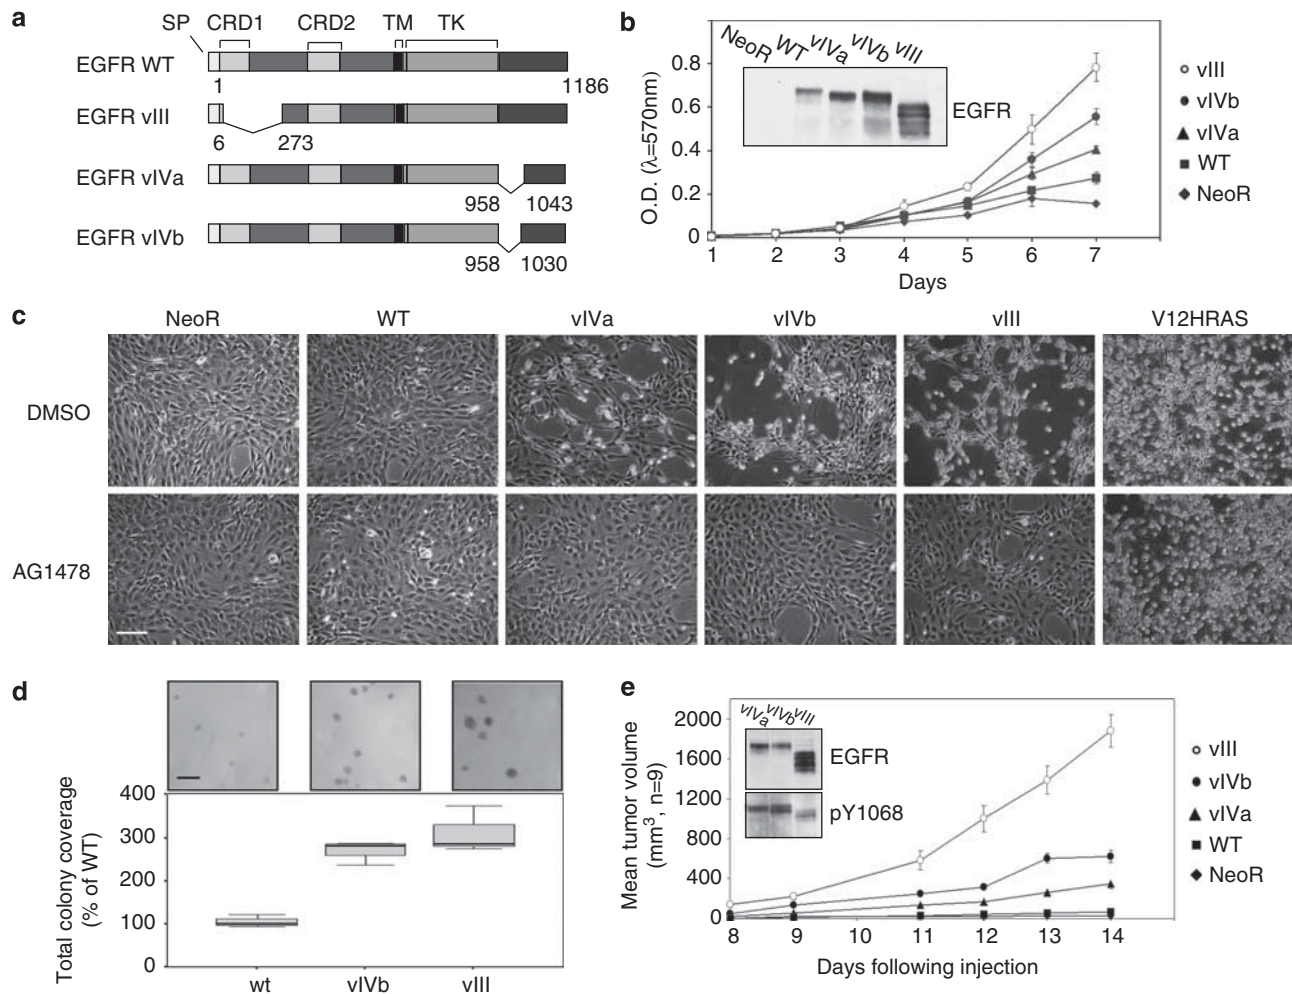 a
SP CRD1 CRD2 TM TK
EGFR WT
1 1186
EGFR vIII
6 273
EGFR vIVa
958 1043
EGFR vIVb
958 1030
b
NeoR WT vIVa vIVb vIII
EGFR
O.D. (λ=570nm)
0.8
0.6
0.4
0.2
0
1 2 3 4 5 6 7
Days
vIII
vIVb
vIVa
WT
NeoR
c
NeoR WT vIVa vIVb vIII V12HRAS
DMSO
AG1478
d
Total colony coverage
(% of WT)
400
300
200
100
0
wt vIVb vIII
e
vIVa vIVb vIII
EGFR
pY1068
Mean tumor volume
(mm³, n=9)
2000
1600
1200
800
400
0
8 9 10 11 12 13 14
Days following injection
vIII
vIVb
vIVa
WT
NeoR